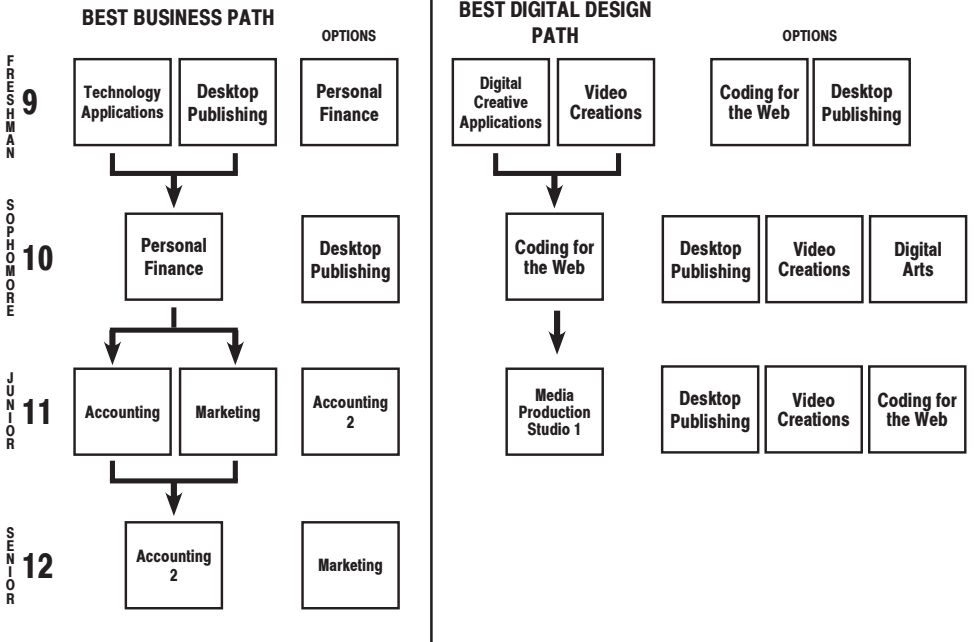 BEST BUSINESS PATH
OPTIONS
FRESHMAN
9
Technology
Applications
Desktop
Publishing
Personal
Finance
SOPHOMORE
10
Personal
Finance
Desktop
Publishing
JUNIOR
11
Accounting
Marketing
Accounting
2
SENIOR
12
Accounting
2
Marketing
BEST DIGITAL DESIGN
PATH
OPTIONS
Digital
Creative
Applications
Video
Creations
Coding for
the Web
Desktop
Publishing
Coding for
the Web
Desktop
Publishing
Video
Creations
Digital
Arts
Media
Production
Studio 1
Desktop
Publishing
Video
Creations
Coding for
the Web